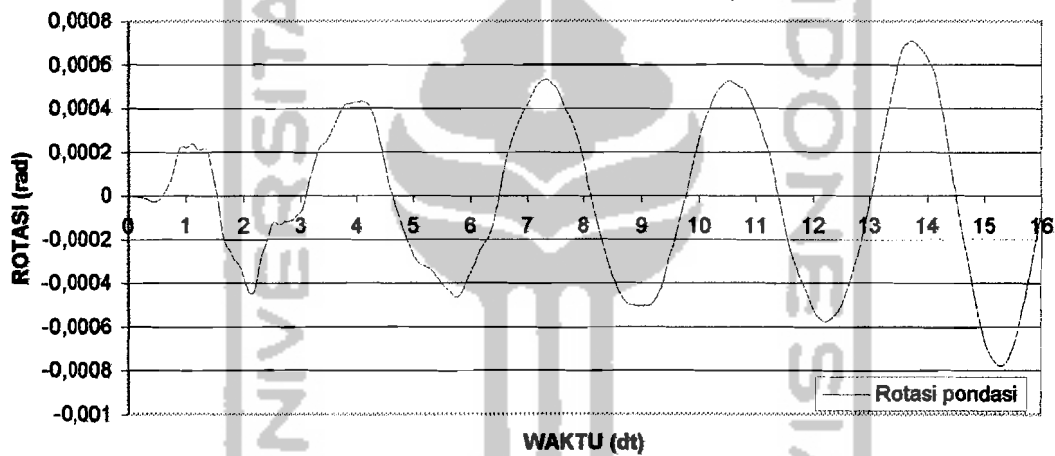 0,0008
0,0006
0,0004
0,0002
0
-0,0002
-0,0004
-0,0006
-0,0008
-0,001
ROTASI (rad)
0 1 2 3 4 5 6 7 8 9 10 11 12 13 14 15 16
WAKTU (dt)
Rotasi pondasi